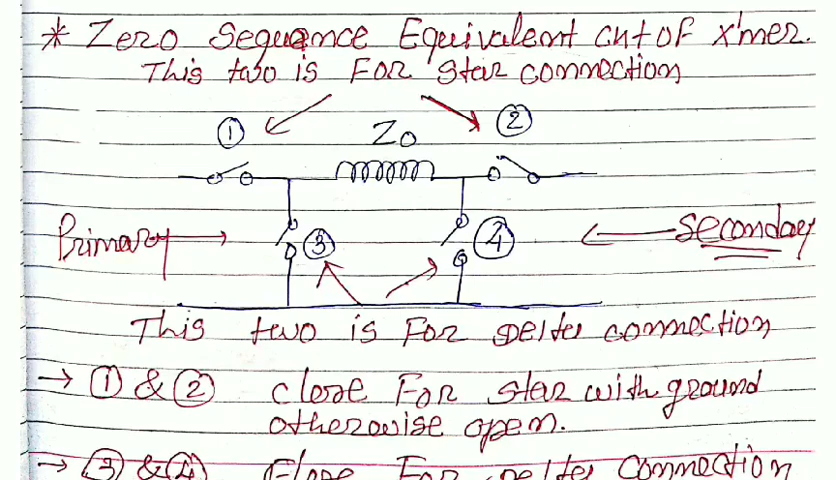 * Zero Sequence Equivalent ckt of X'mer.
This two is For Star connection
① ②
Z0
Primary ③ ④ Secondary
This two is For Delta connection
→ ① & ② close For star with ground
otherwise open.
→ ③ & ④ Close For Delta connection